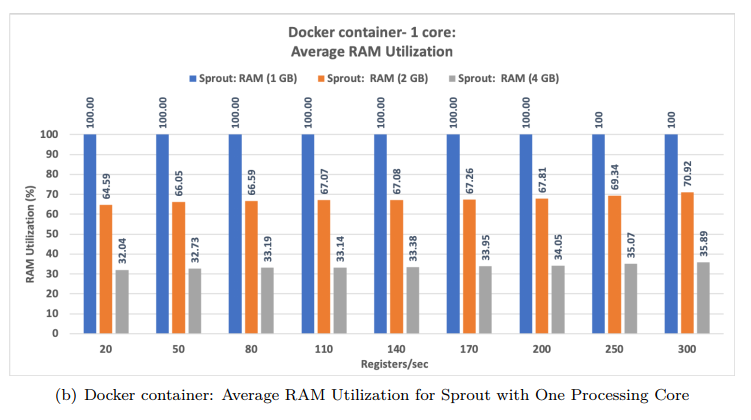 Docker container- 1 core:
Average RAM Utilization
Sprout: RAM (1 GB) Sprout: RAM (2 GB) Sprout: RAM (4 GB)
100.00 100.00 100.00 100.00 100.00 100.00 100.00 100 100
64.59 66.05 66.59 67.07 67.08 67.26 67.81 69.34 70.92
32.04 32.73 33.19 33.14 33.38 33.95 34.05 35.07 35.89
RAM Utilization (%)
100
90
80
70
60
50
40
30
20
10
0
20 50 80 110 140 170 200 250 300
Registers/sec
(b) Docker container: Average RAM Utilization for Sprout with One Processing Core